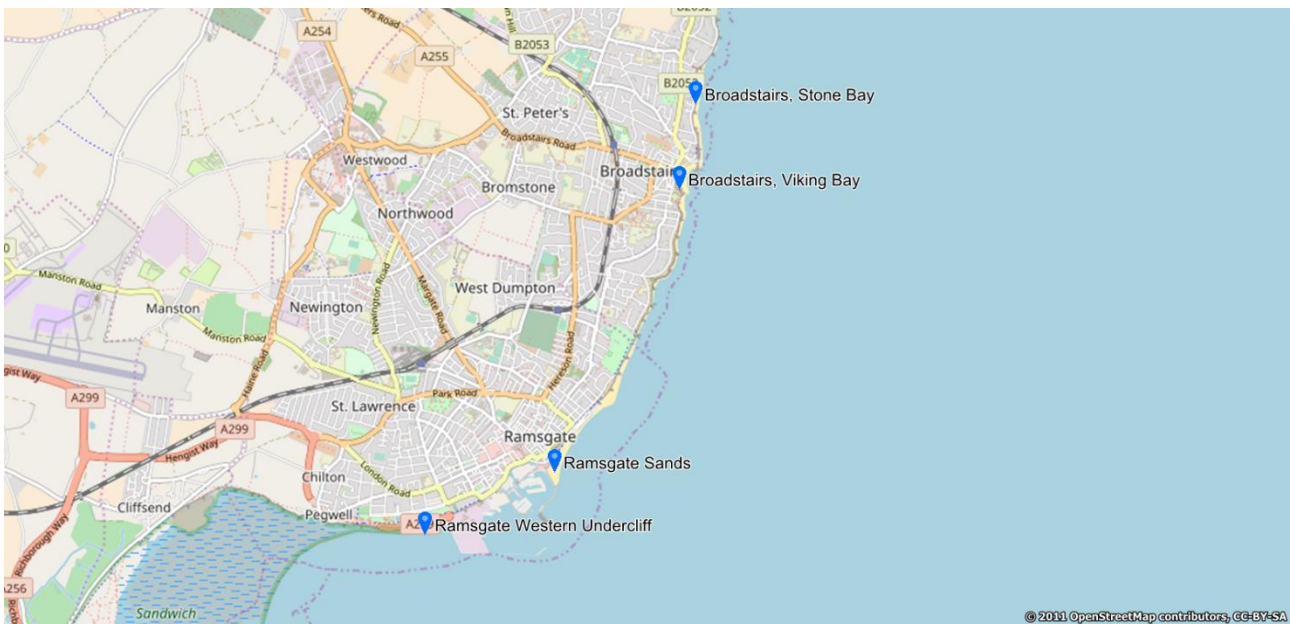 A254
A255
B2053
B2052
B2053
Broadstairs, Stone Bay
St. Peter's
Broadstairs Road
Westwood
Broadstairs, Viking Bay
Bromstone
Northwood
Manston Road
West Dumpton
Newington
Newington Road
Margate Road
Manston
Manston Road
Haine Road
Hereson Road
A299
Park Road
St. Lawrence
A299
Hengist Way
Ramsgate
Ramsgate Sands
London Road
Chilton
Cliffsend
Pegwell
Ramsgate Western Undercliff
Richborough Way
A256
Sandwich
© 2011 OpenStreetMap contributors, CC-BY-SA